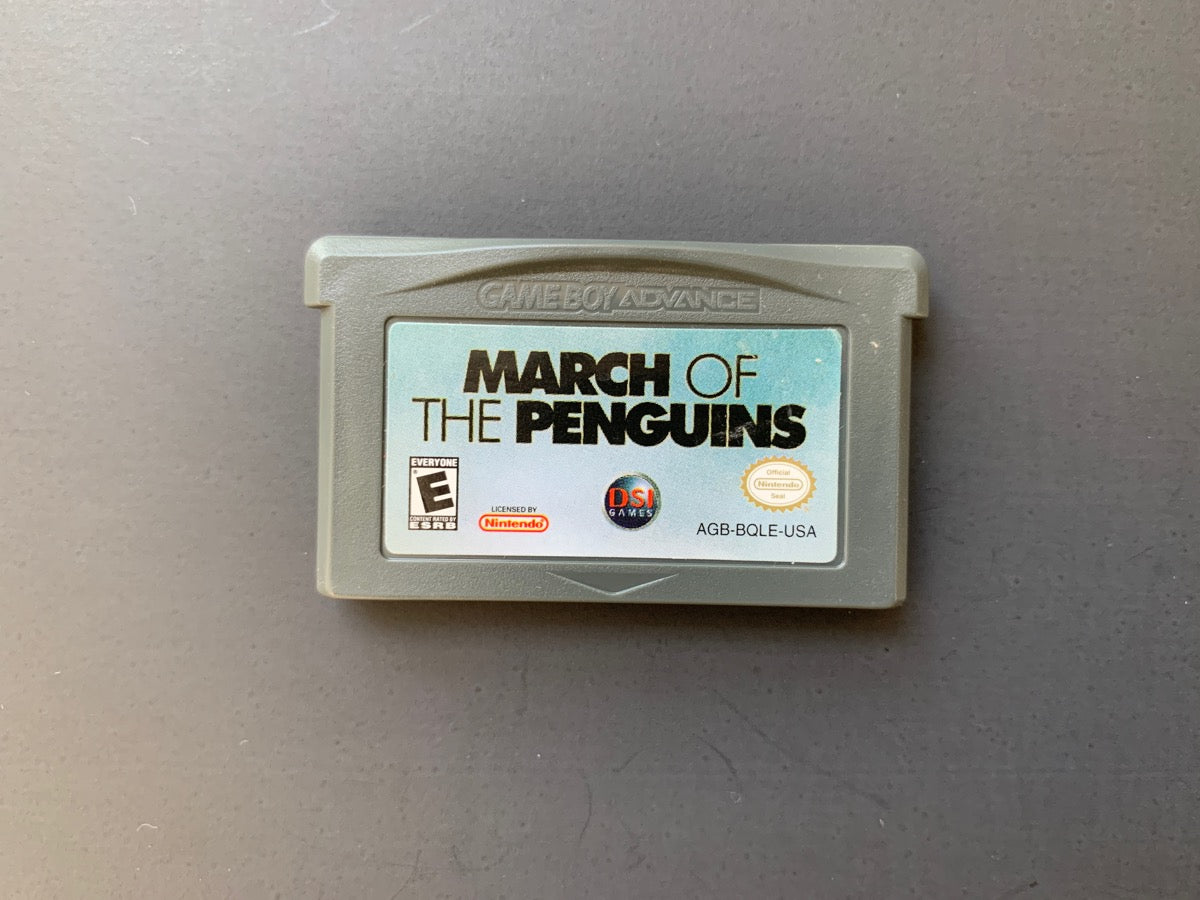 GAME BOY ADVANCE
MARCH OF
THE PENGUINS
EVERYONE
E
CONTENT RATED BY
ESRB
LICENSED BY
Nintendo
DSI
GAMES
Official
Nintendo
Seal
AGB-BQLE-USA